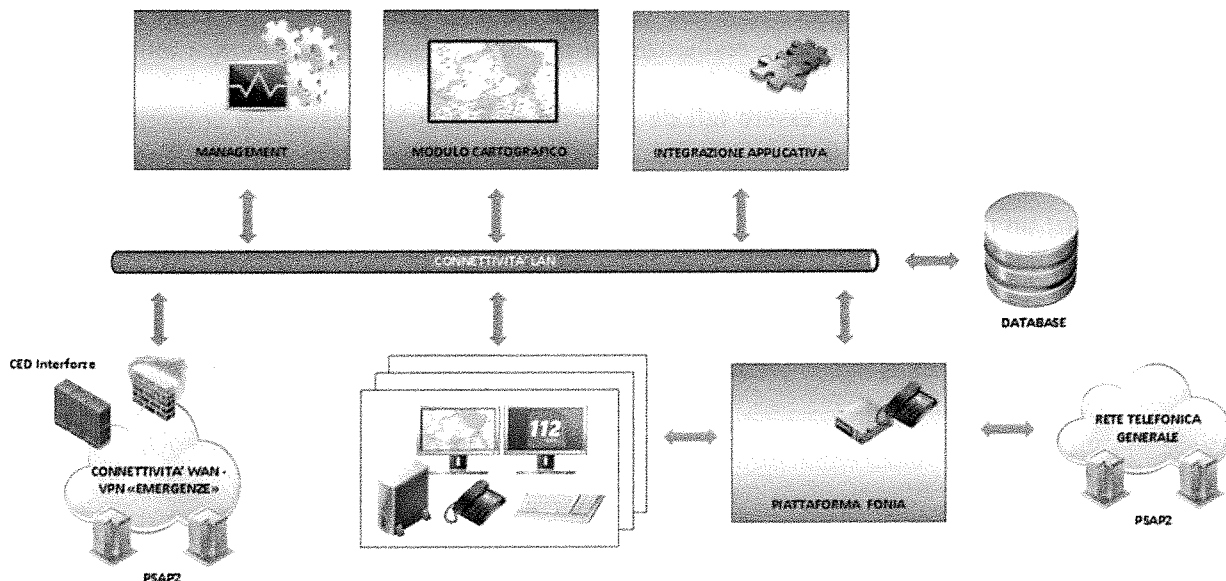 MANAGEMENT
MODULO CARTOGRAFICO
INTEGRAZIONE APPLICATIVA
CONNETTIVITA' LAN
DATABASE
CED Interforze
112
CONNETTIVITA' WAN -
VPN «EMERGENZE»
PSAP2
PIATTAFORMA FONIA
RETE TELEFONICA
GENERALE
PSAP2